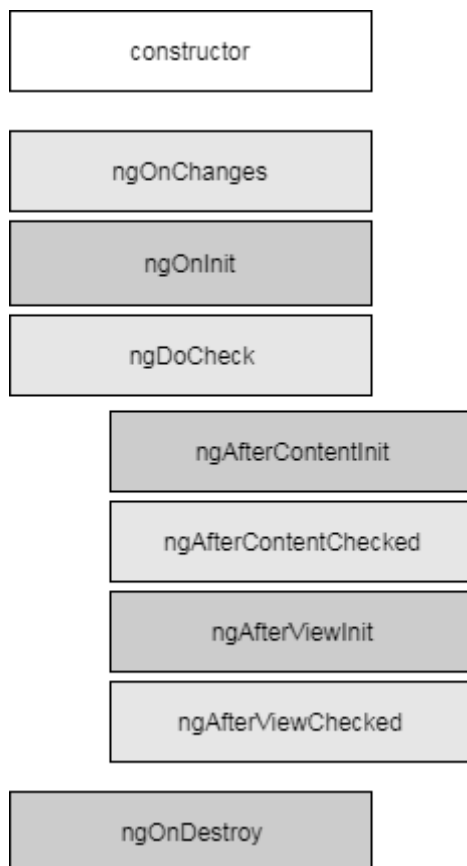 constructor
ngOnChanges
ngOnInit
ngDoCheck
ngAfterContentInit
ngAfterContentChecked
ngAfterViewInit
ngAfterViewChecked
ngOnDestroy